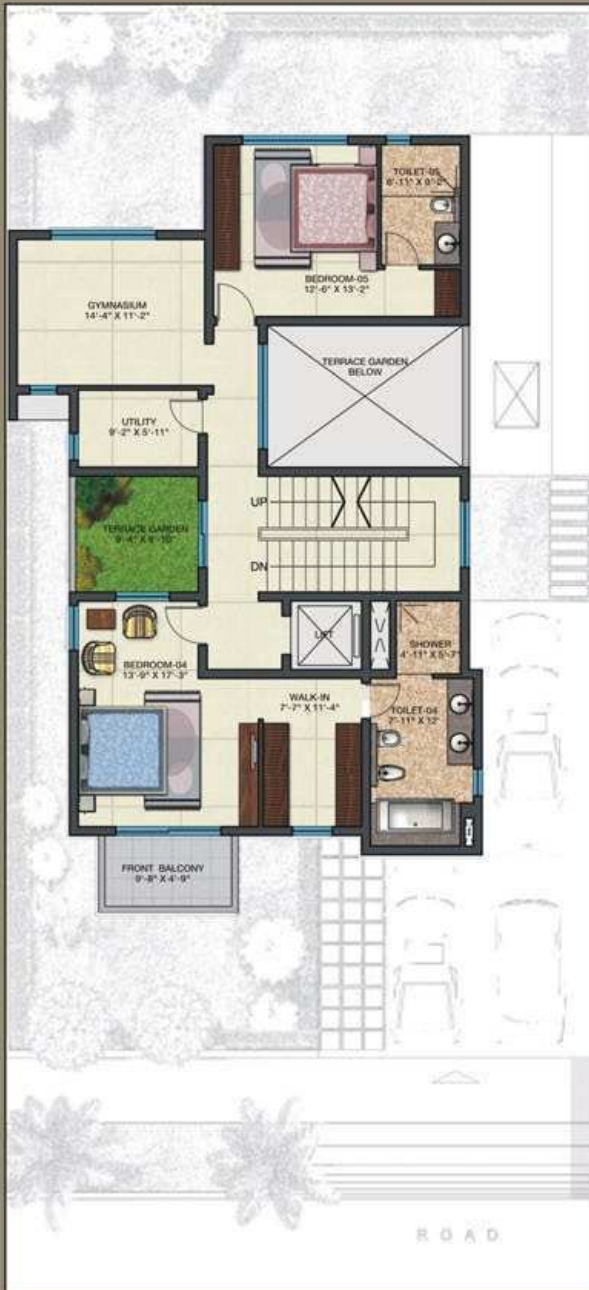 TOILET-05
6'-11" X 9'-2"
BEDROOM-05
12'-6" X 13'-2"
GYMNASIUM
14'-4" X 11'-2"
TERRACE GARDEN
BELOW
UTILITY
9'-2" X 5'-11"
UP
TERRACE GARDEN
DN
LIFT
SHOWER
4'-11" X 5'-7"
BEDROOM-04
13'-9" X 17'-3"
WALK-IN
7'-7" X 11'-4"
TOILET-04
7'-11" X 12'
FRONT BALCONY
9'-8" X 4'-9"
ROAD